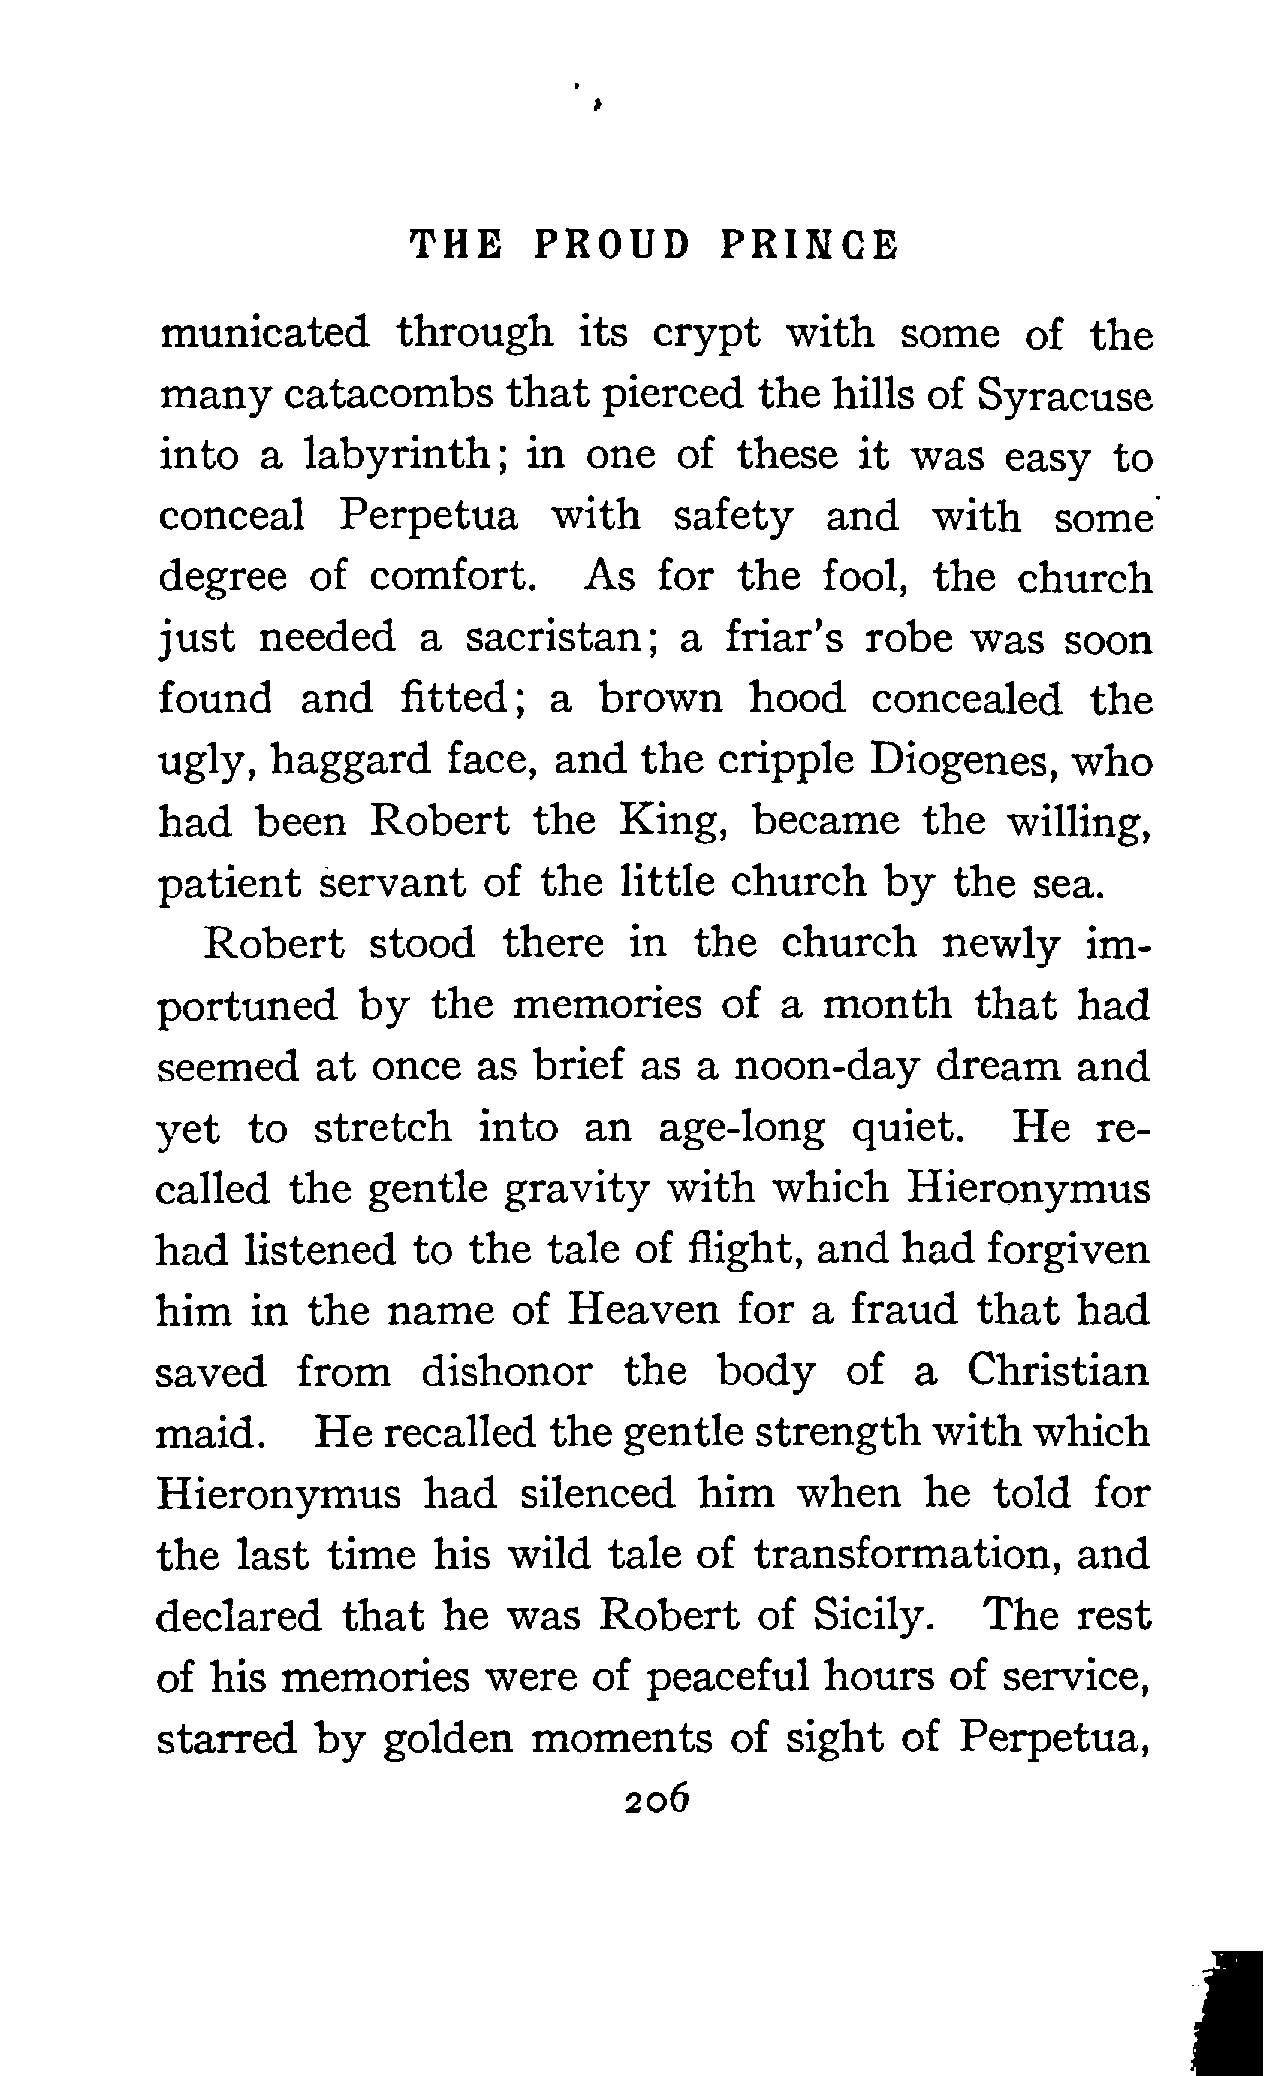 THE PROUD PRINCE
municated through its crypt with some of the
many catacombs that pierced the hills of Syracuse
into a labyrinth; in one of these it was easy to
conceal Perpetua with safety and with some
degree of comfort. As for the fool, the church
just needed a sacristan; a friar's robe was soon
found and fitted; a brown hood concealed the
ugly, haggard face, and the cripple Diogenes, who
had been Robert the King, became the willing,
patient servant of the little church by the sea.
Robert stood there in the church newly im-
portuned by the memories of a month that had
seemed at once as brief as a noon-day dream and
yet to stretch into an age-long quiet. He re-
called the gentle gravity with which Hieronymus
had listened to the tale of flight, and had forgiven
him in the name of Heaven for a fraud that had
saved from dishonor the body of a Christian
maid. He recalled the gentle strength with which
Hieronymus had silenced him when he told for
the last time his wild tale of transformation, and
declared that he was Robert of Sicily. The rest
of his memories were of peaceful hours of service,
starred by golden moments of sight of Perpetua,
206